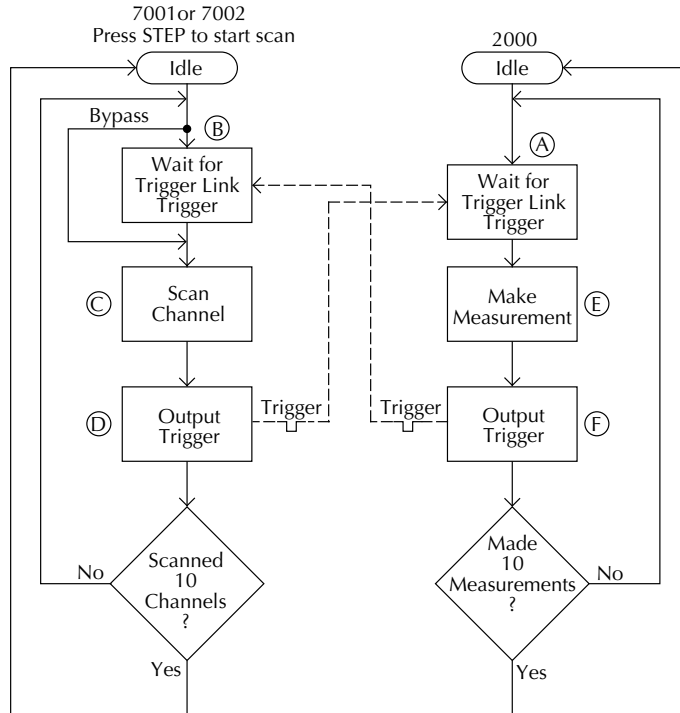 7001or 7002
Press STEP to start scan
Idle
Bypass
B
Wait for
Trigger Link
Trigger
C
Scan
Channel
D
Output
Trigger
Trigger
Scanned
10
Channels
?
No
Yes
2000
Idle
A
Wait for
Trigger Link
Trigger
Make
Measurement
E
Trigger
Output
Trigger
F
Made
10
Measurements
?
No
Yes